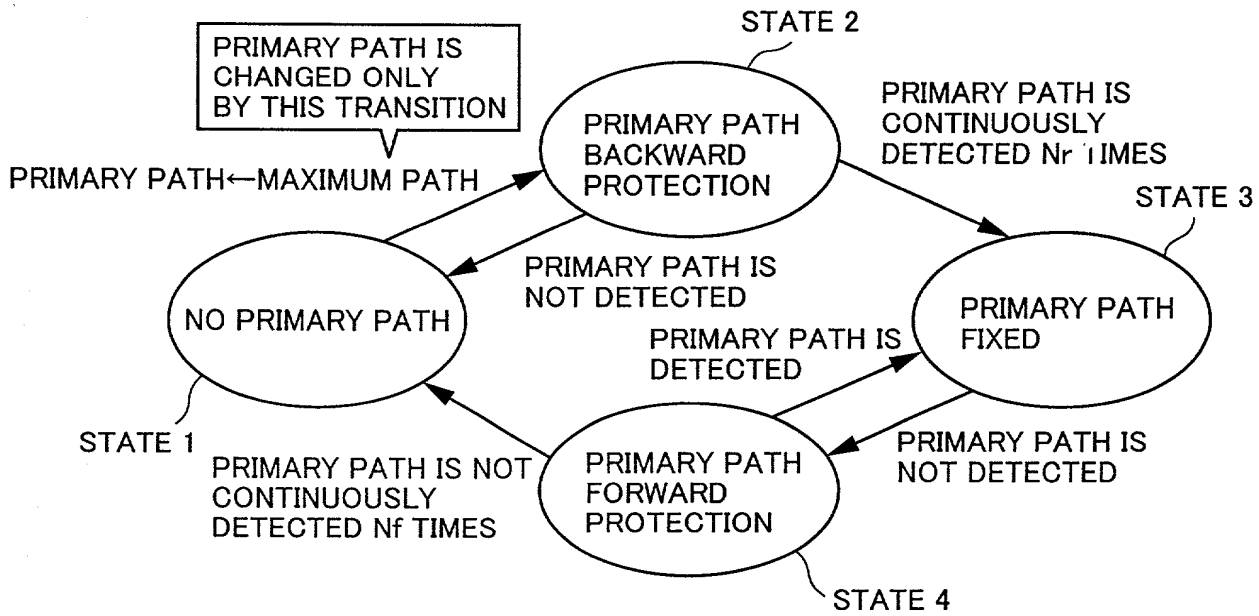 STATE 2
PRIMARY PATH IS
CHANGED ONLY
BY THIS TRANSITION
PRIMARY PATH←MAXIMUM PATH
PRIMARY PATH
BACKWARD
PROTECTION
PRIMARY PATH IS
CONTINUOUSLY
DETECTED Nr TIMES
STATE 3
PRIMARY PATH IS
NOT DETECTED
NO PRIMARY PATH
PRIMARY PATH
FIXED
PRIMARY PATH IS
DETECTED
STATE 1
PRIMARY PATH IS NOT
CONTINUOUSLY
DETECTED Nf TIMES
PRIMARY PATH
FORWARD
PROTECTION
PRIMARY PATH IS
NOT DETECTED
STATE 4